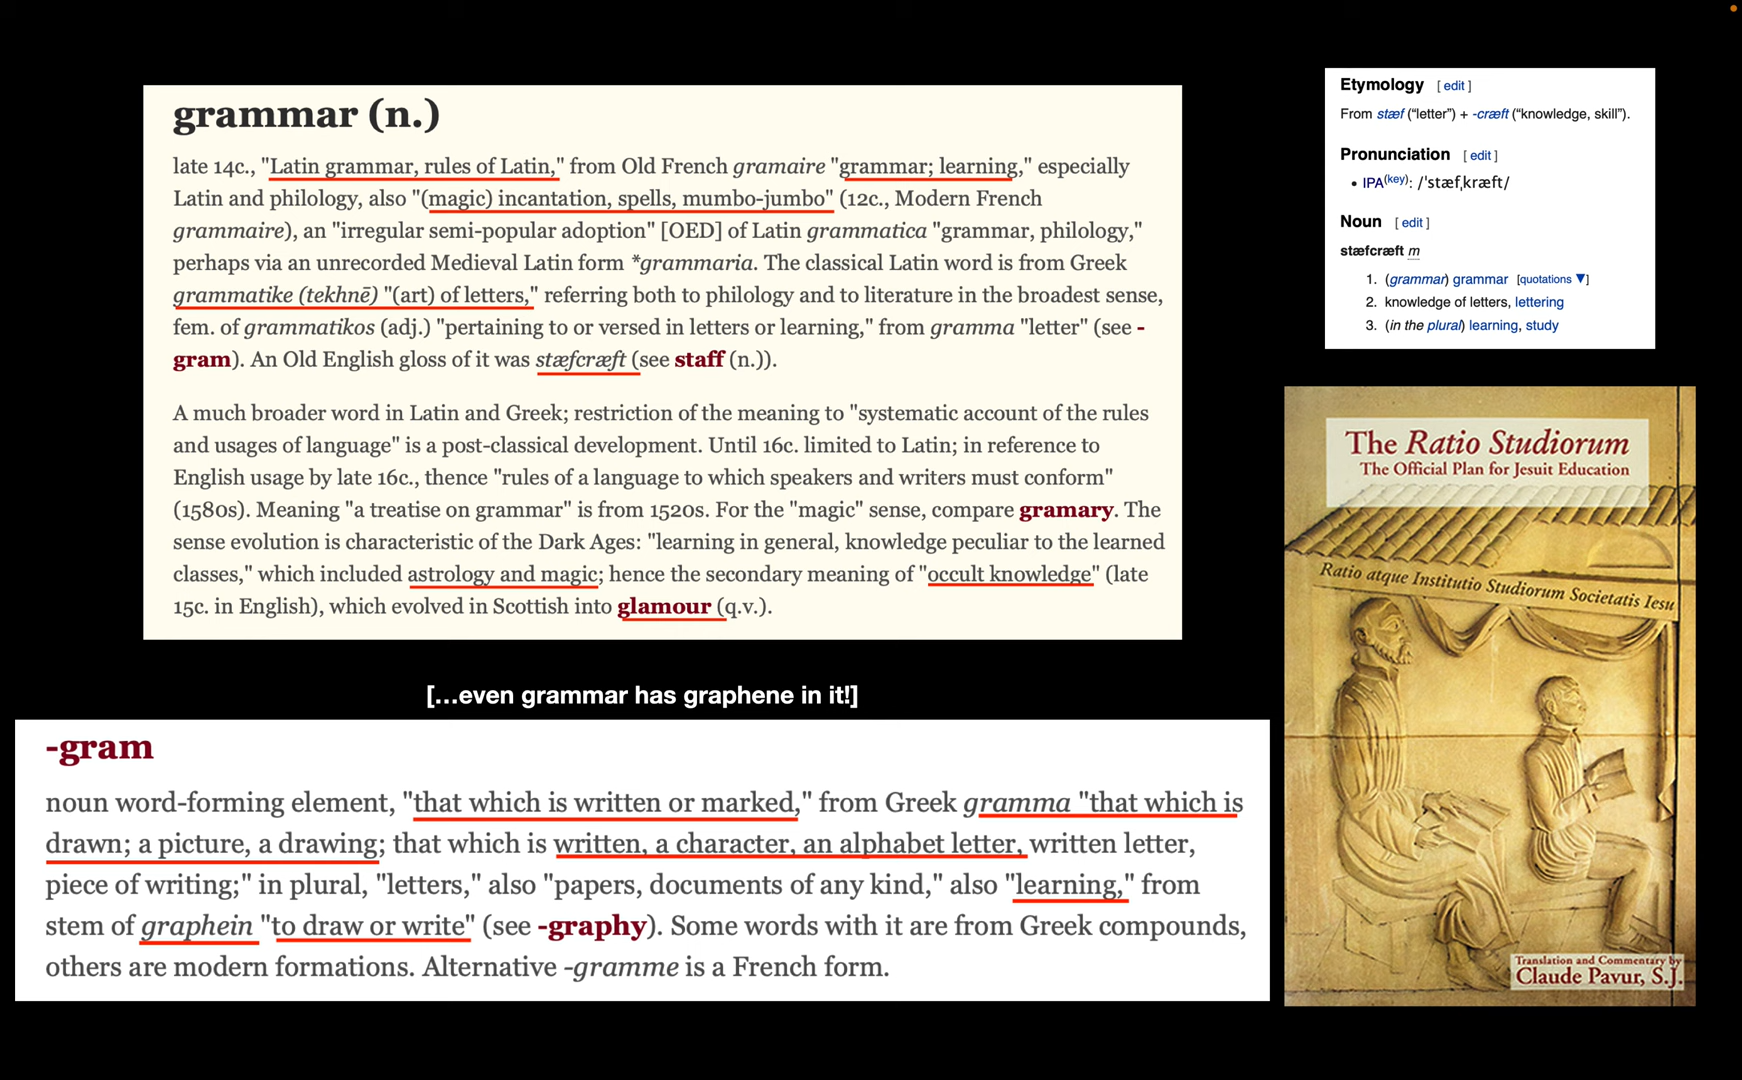 grammar (n.)
late 14c., "Latin grammar, rules of Latin," from Old French gramaire "grammar; learning," especially
Latin and philology, also "(magic) incantation, spells, mumbo-jumbo" (12c., Modern French
grammaire), an "irregular semi-popular adoption" [OED] of Latin grammatica "grammar, philology,"
perhaps via an unrecorded Medieval Latin form *grammaria. The classical Latin word is from Greek
grammatike (tekhnē) "(art) of letters," referring both to philology and to literature in the broadest sense,
fem. of grammatikos (adj.) "pertaining to or versed in letters or learning," from gramma "letter" (see -
gram). An Old English gloss of it was stæfcræft (see staff (n.)).
A much broader word in Latin and Greek; restriction of the meaning to "systematic account of the rules
and usages of language" is a post-classical development. Until 16c. limited to Latin; in reference to
English usage by late 16c., thence "rules of a language to which speakers and writers must conform"
(1580s). Meaning "a treatise on grammar" is from 1520s. For the "magic" sense, compare gramary. The
sense evolution is characteristic of the Dark Ages: "learning in general, knowledge peculiar to the learned
classes," which included astrology and magic; hence the secondary meaning of "occult knowledge" (late
15c. in English), which evolved in Scottish into glamour (q.v.).
[...even grammar has graphene in it!]
-gram
noun word-forming element, "that which is written or marked," from Greek gramma "that which is
drawn; a picture, a drawing; that which is written, a character, an alphabet letter, written letter,
piece of writing;" in plural, "letters," also "papers, documents of any kind," also "learning," from
stem of graphein "to draw or write" (see -graphy). Some words with it are from Greek compounds,
others are modern formations. Alternative -gramme is a French form.
Etymology [ edit ]
From stæf (“letter”) + -cræft (“knowledge, skill”).
Pronunciation [ edit ]
• IPA(key): /ˈstæfˌkræft/
Noun [ edit ]
stæfcræft m
1. (grammar) grammar [quotations ▼]
2. knowledge of letters, lettering
3. (in the plural) learning, study
The Ratio Studiorum
The Official Plan for Jesuit Education
Ratio atque Institutio Studiorum Societatis Iesu
Translation and Commentary by
Claude Pavur, S.J.